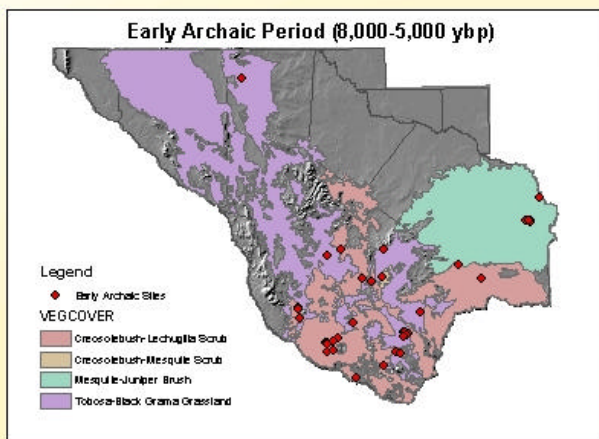 Early Archaic Period (8,000-5,000 ybp)
Legend
Early Archaic Sites
VEGCOVER
Creosotebush-Lechuguilla Scrub
Creosotebush-Mesquite Scrub
Mesquite-Juniper Brush
Tobosa-Black Grama Grassland